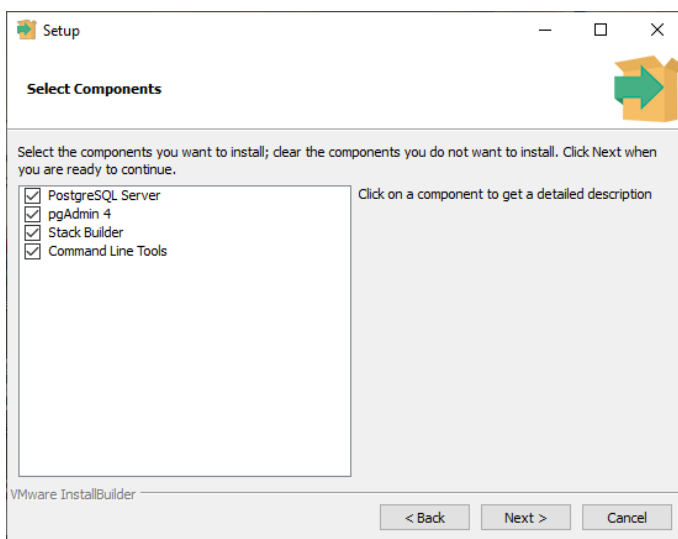 Setup
Select Components
Select the components you want to install; clear the components you do not want to install. Click Next when
you are ready to continue.
PostgreSQL Server
pgAdmin 4
Stack Builder
Command Line Tools
Click on a component to get a detailed description
VMware InstallBuilder
< Back
Next >
Cancel